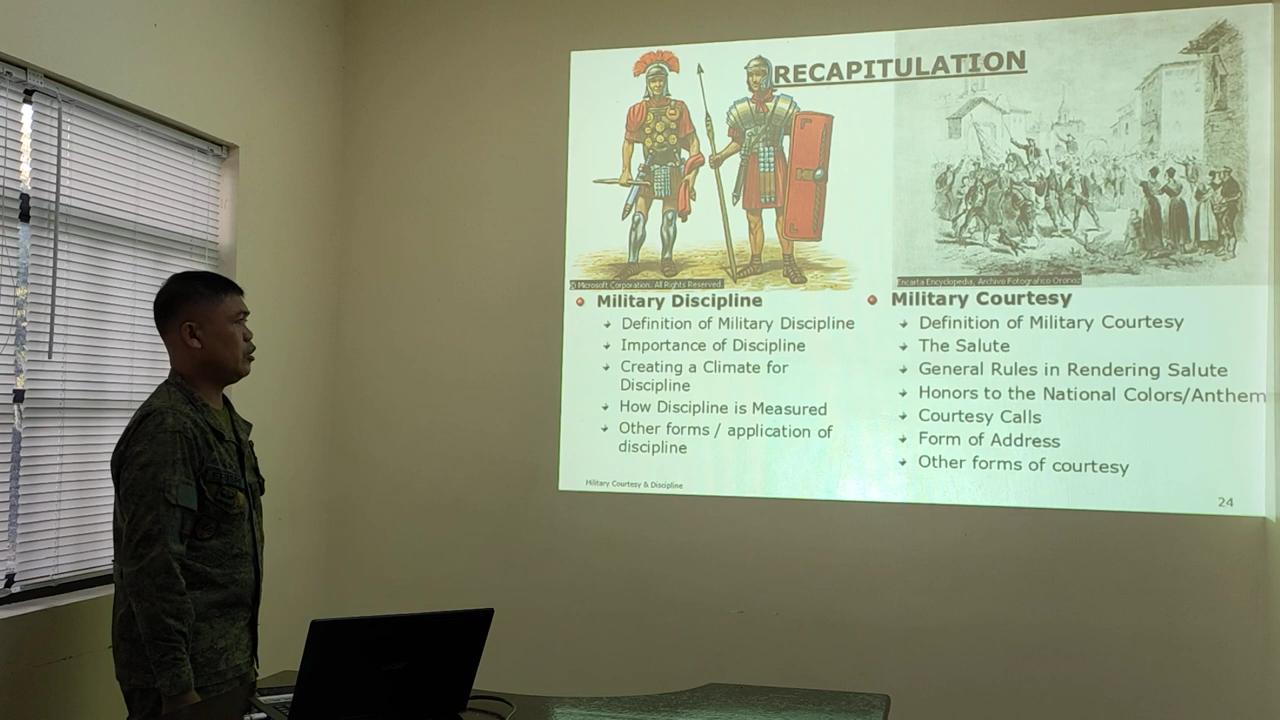 RECAPITULATION
© Microsoft Corporation. All Rights Reserved.
Encarta Encyclopedia, Archivo Fotografico Oronoz
Military Discipline
Definition of Military Discipline
Importance of Discipline
Creating a Climate for
Discipline
How Discipline is Measured
Other forms / application of
discipline
Military Courtesy
Definition of Military Courtesy
The Salute
General Rules in Rendering Salute
Honors to the National Colors/Anthem
Courtesy Calls
Form of Address
Other forms of courtesy
Military Courtesy & Discipline
24